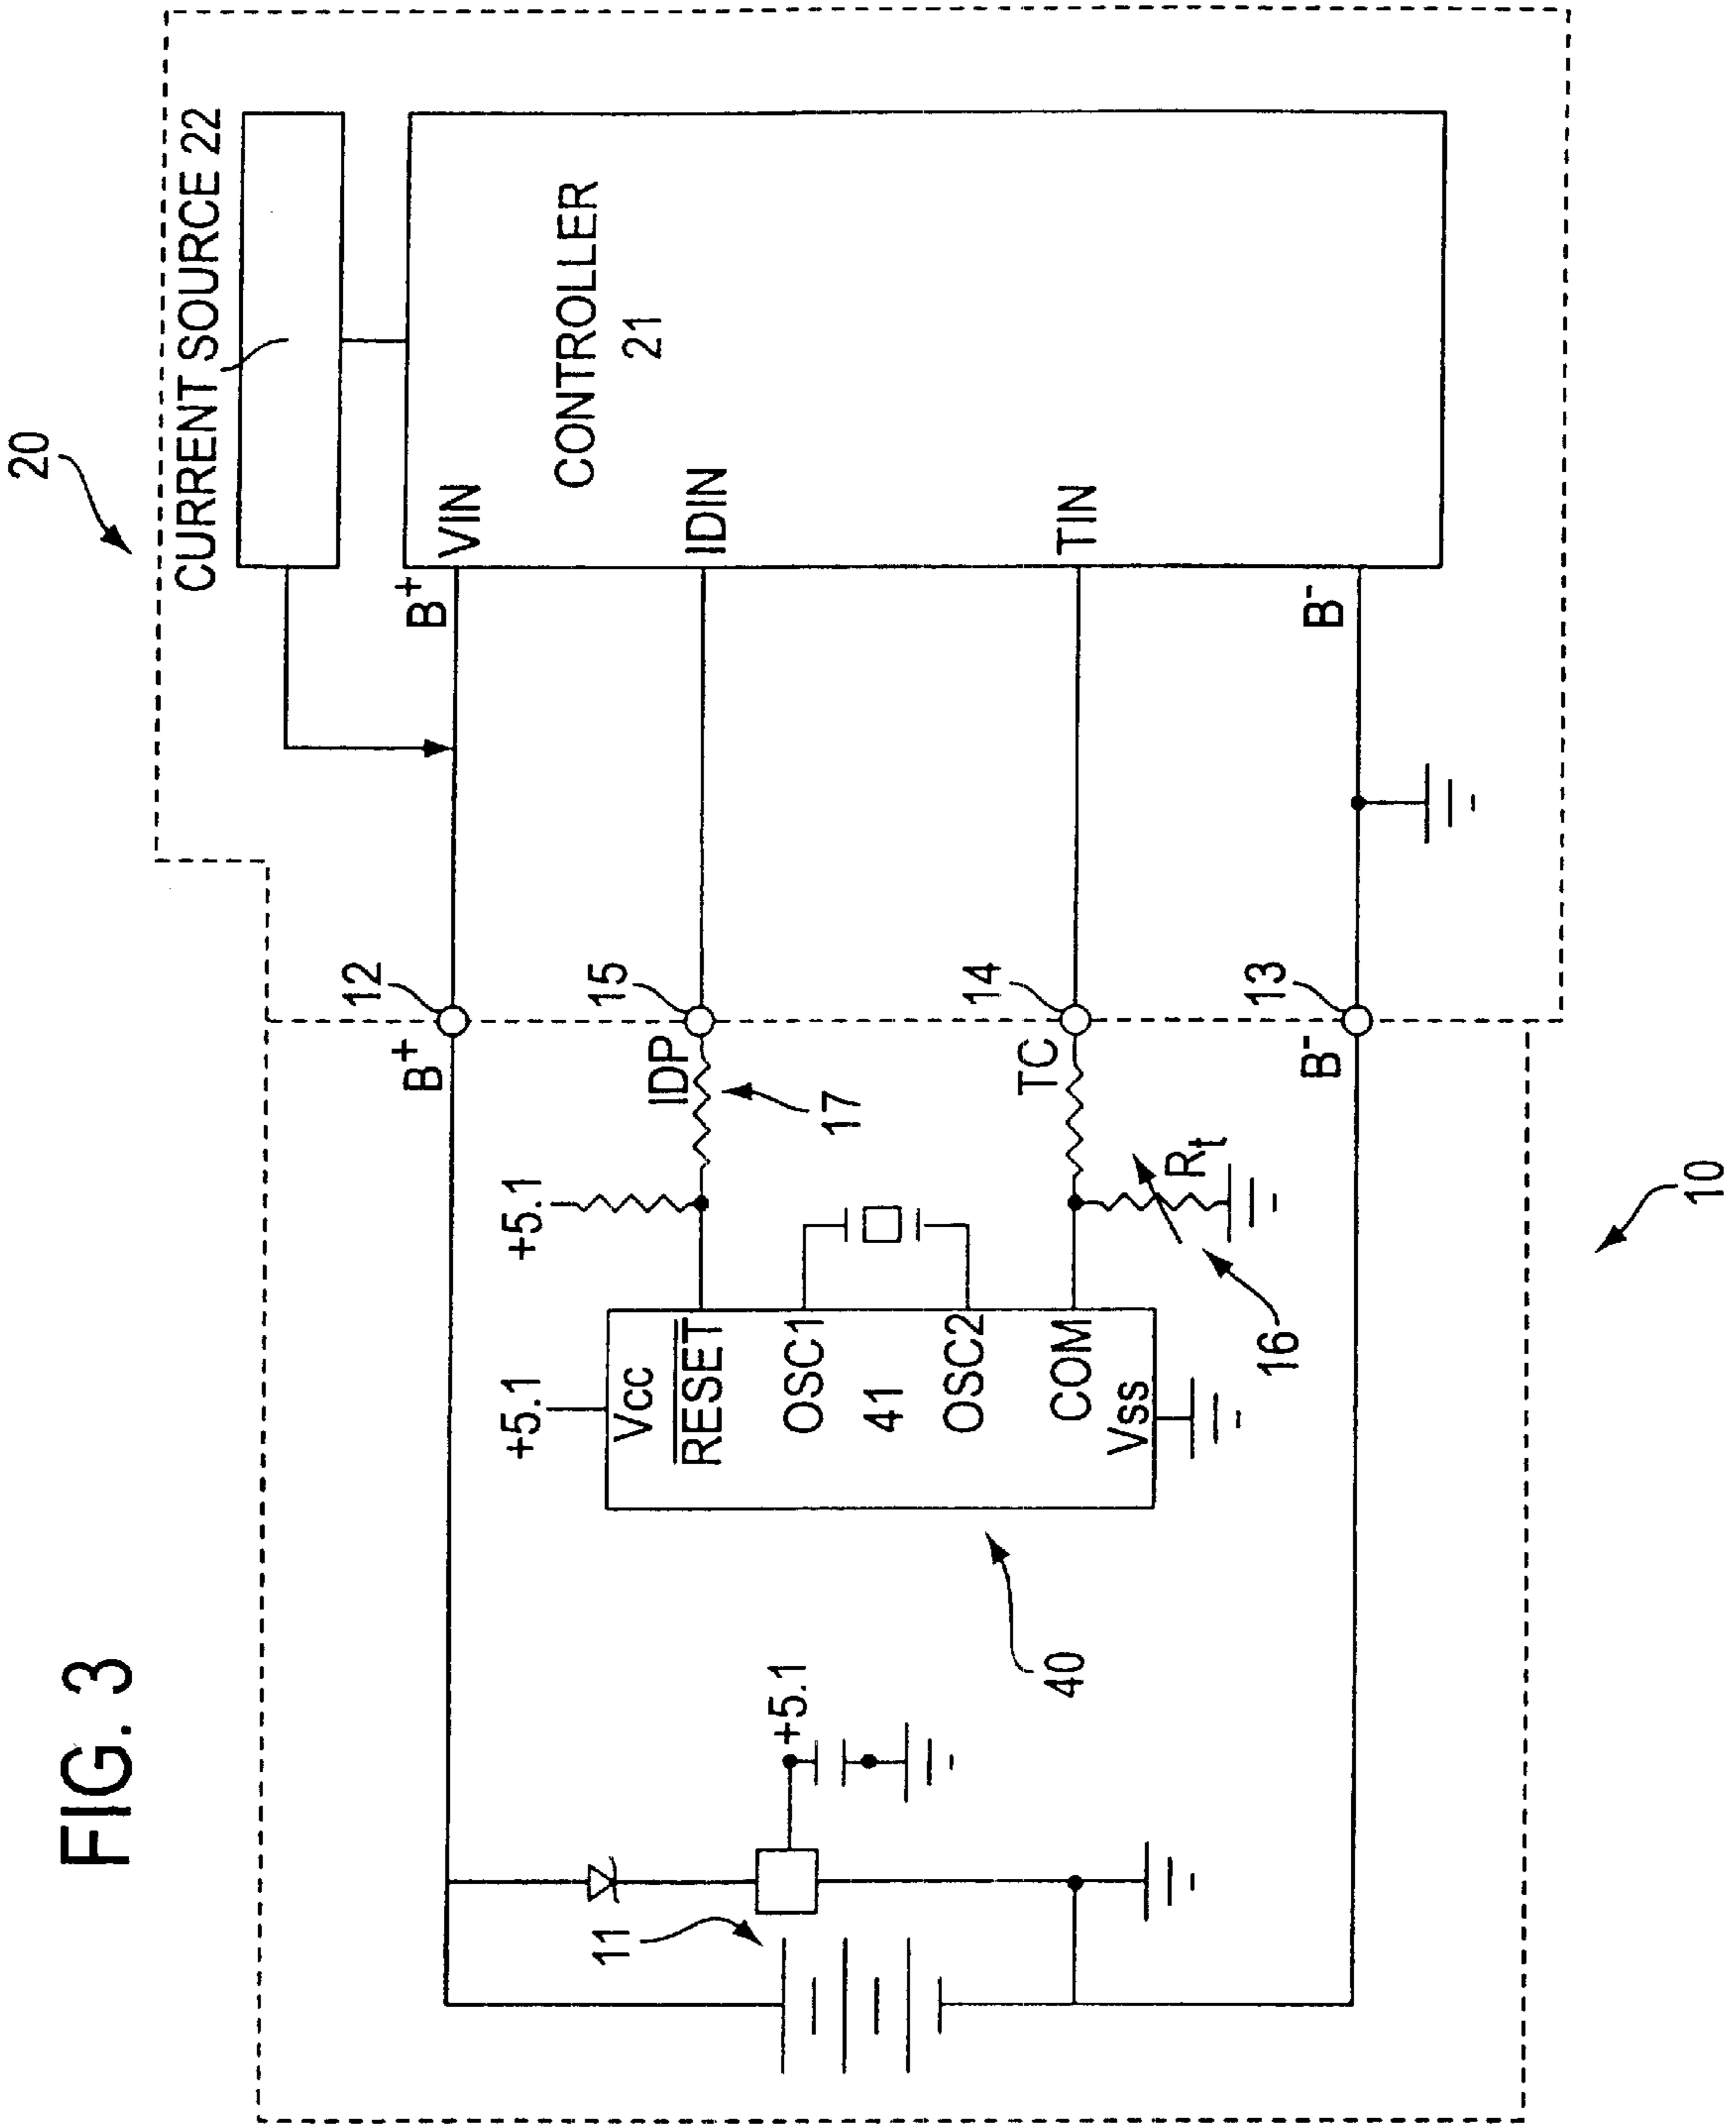 FIG. 3
20
CURRENT SOURCE 22
CONTROLLER
21
VIN
IDIN
TIN
B+
B-
12
15
14
13
B+
IDP
TC
B-
17
+5.1
Rt
16
+5.1
Vcc
RESET
OSC1
41
OSC2
COM
Vss
40
+5.1
11
10